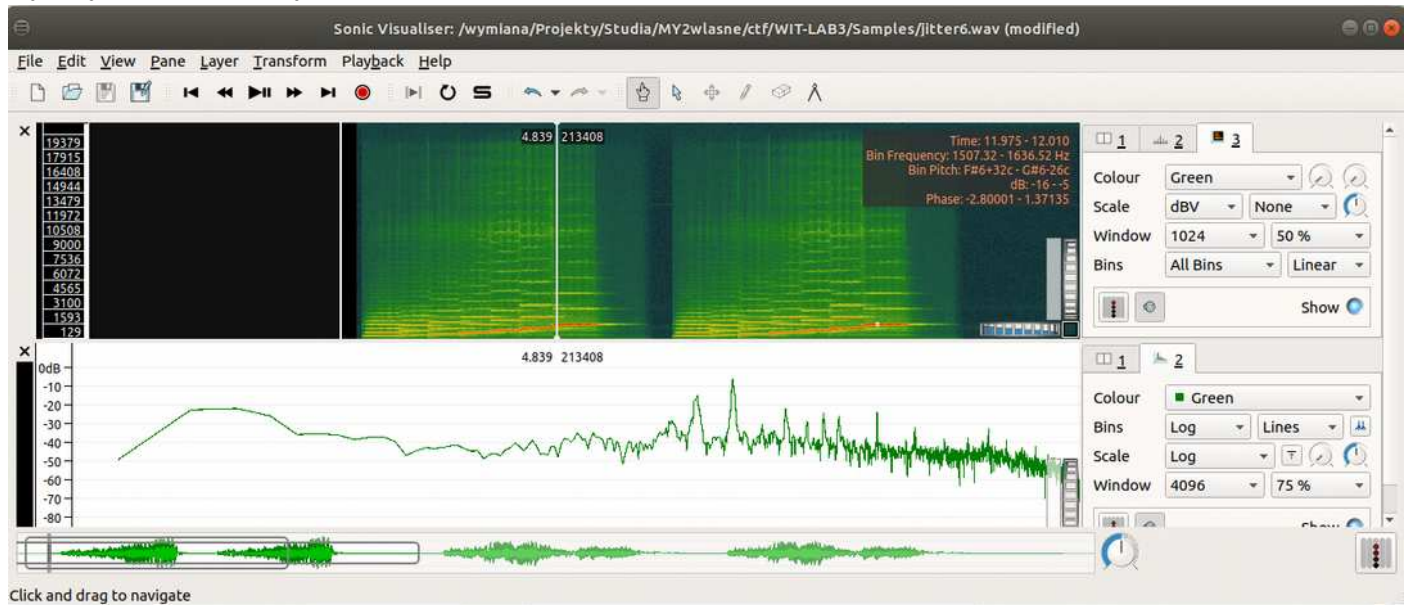 Sonic Visualiser: /wymiana/Projekty/Studia/MY2wlasne/ctf/WIT-LAB3/Samples/jitter6.wav (modified)
File Edit View Pane Layer Transform Playback Help
4.839 213408
Time: 11.975 - 12.010
Bin Frequency: 1507.32 - 1636.52 Hz
Bin Pitch: F#6+32c - G#6-26c
dB: -16 - -5
Phase: -2.80001 - 1.37135
19379
17915
16408
14944
13479
11972
10508
9000
7536
6072
4565
3100
1593
129
1 2 3
Colour Green
Scale dBV None
Window 1024 50 %
Bins All Bins Linear
Show
4.839 213408
0dB
-10
-20
-30
-40
-50
-60
-70
-80
1 2
Colour Green
Bins Log Lines
Scale Log
Window 4096 75 %
Click and drag to navigate